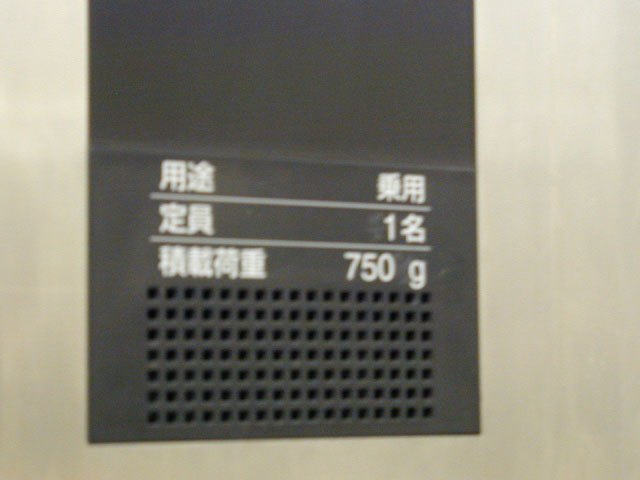 用途 乗用
定員 1名
積載荷重 750 g